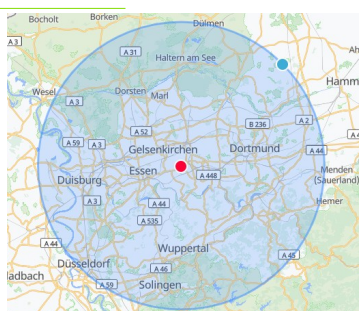 Bocholt
Borken
Dülmen
A 3
A 31
Haltern am See
Ah
Wesel
Dorsten
Marl
Hamm
A 3
A 52
B 236
A 2
A 59
A 3
Gelsenkirchen
Dortmund
A 4
A 44
Essen
Duisburg
A 448
Menden
(Sauerland)
A 3
A 44
Hemer
A 535
A 44
Wuppertal
A 45
Düsseldorf
adbach
A 46
A 59
Solingen